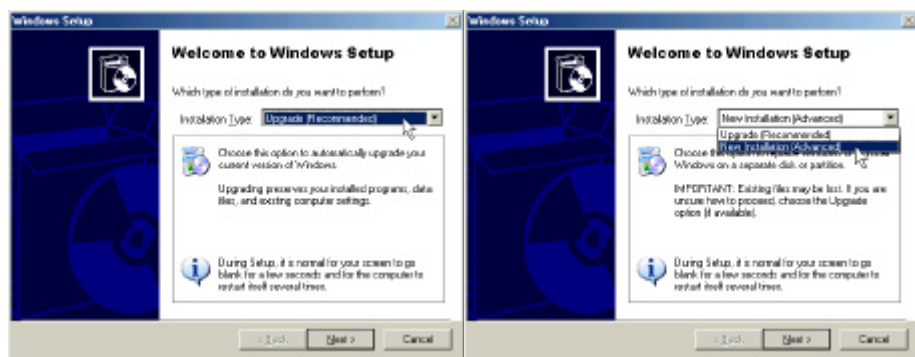 Windows Setup
Welcome to Windows Setup
Which type of installation do you want to perform?
Installation Type: Upgrade (Recommended)
Choose this option to automatically upgrade your
current version of Windows.
Upgrading preserves your installed programs, data
files, and existing computer settings.
During Setup, it is normal for your screen to go
blank for a few seconds and for the computer to
restart itself several times.
< Back Next > Cancel
Windows Setup
Welcome to Windows Setup
Which type of installation do you want to perform?
Installation Type: New Installation (Advanced)
Upgrade (Recommended)
New Installation (Advanced)
Choose
Windows on a separate disk or partition.
IMPORTANT: Existing files may be lost. If you are
unsure how to proceed, choose the Upgrade
option (if available).
During Setup, it is normal for your screen to go
blank for a few seconds and for the computer to
restart itself several times.
< Back Next > Cancel